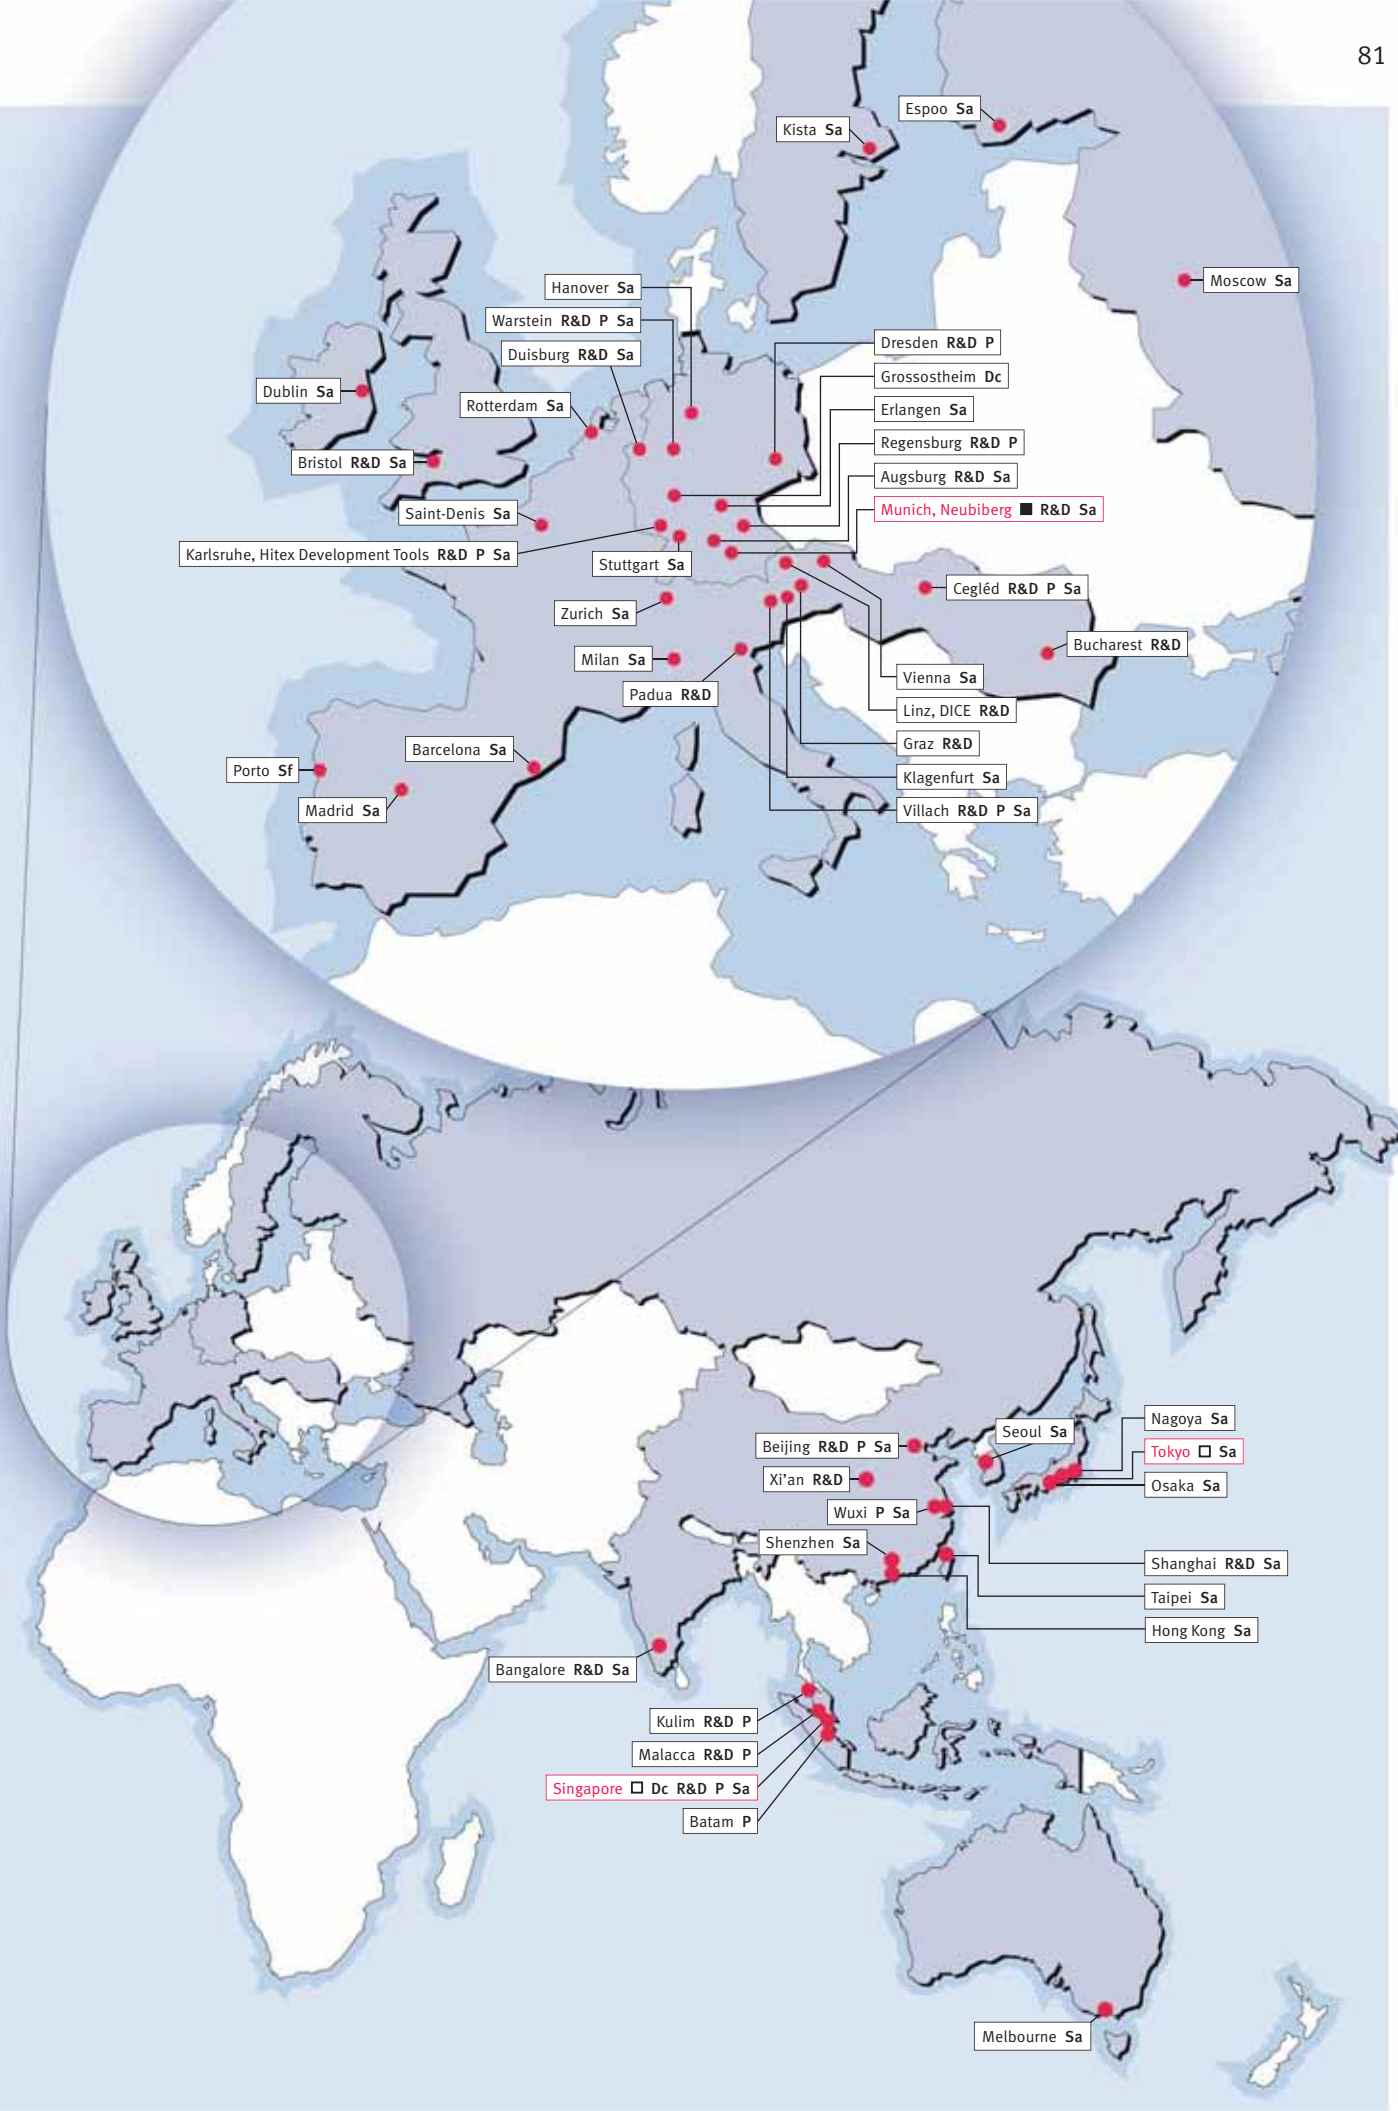 81
Espoo Sa
Kista Sa
Moscow Sa
Hanover Sa
Warstein R&D P Sa
Duisburg R&D Sa
Dresden R&D P
Grossostheim Dc
Dublin Sa
Rotterdam Sa
Erlangen Sa
Regensburg R&D P
Bristol R&D Sa
Augsburg R&D Sa
Saint-Denis Sa
Munich, Neubiberg ■ R&D Sa
Karlsruhe, Hitex Development Tools R&D P Sa
Stuttgart Sa
Cegléd R&D P Sa
Zurich Sa
Bucharest R&D
Milan Sa
Vienna Sa
Padua R&D
Linz, DICE R&D
Graz R&D
Barcelona Sa
Porto Sf
Klagenfurt Sa
Madrid Sa
Villach R&D P Sa
Nagoya Sa
Seoul Sa
Beijing R&D P Sa
Tokyo □ Sa
Xi'an R&D
Osaka Sa
Wuxi P Sa
Shenzhen Sa
Shanghai R&D Sa
Taipei Sa
Hong Kong Sa
Bangalore R&D Sa
Kulim R&D P
Malacca R&D P
Singapore □ Dc R&D P Sa
Batam P
Melbourne Sa